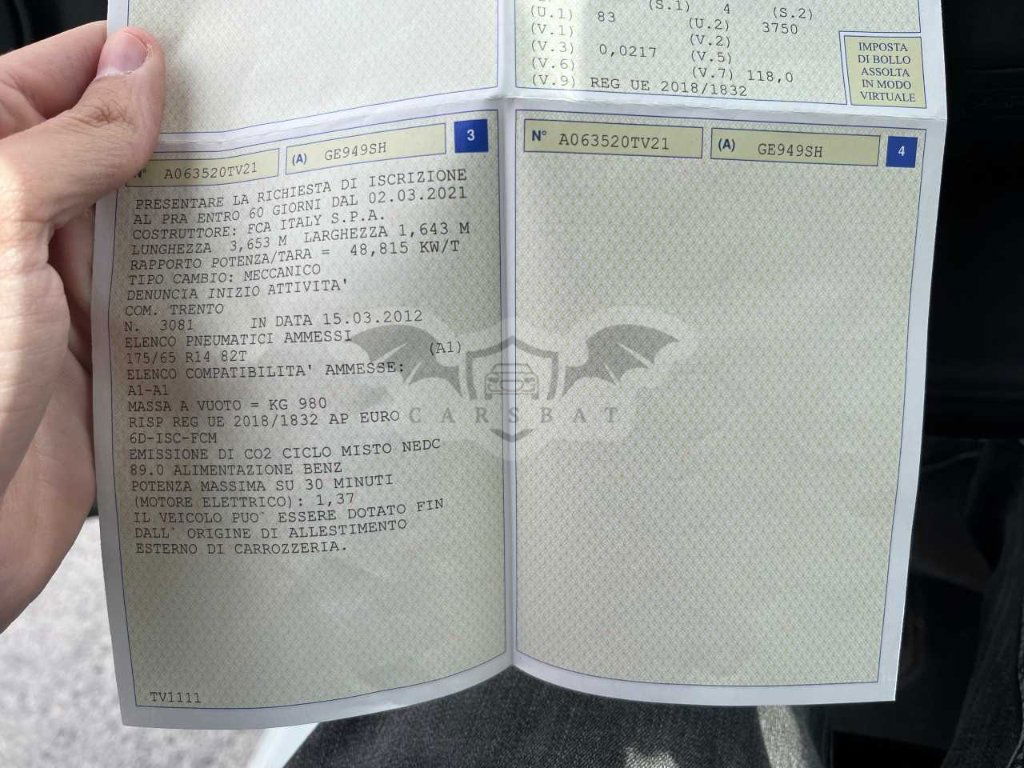 (S.1) 4 (S.2)
(U.1) 83 (U.2) 3750
(V.1) (V.2)
(V.3) 0,0217 (V.5)
(V.6) (V.7) 118,0
(V.9) REG UE 2018/1832
IMPOSTA
DI BOLLO
ASSOLTA
IN MODO
VIRTUALE
N° A063520TV21 (A) GE949SH 3
PRESENTARE LA RICHIESTA DI ISCRIZIONE
AL PRA ENTRO 60 GIORNI DAL 02.03.2021
COSTRUTTORE: FCA ITALY S.P.A.
LUNGHEZZA 3,653 M LARGHEZZA 1,643 M
RAPPORTO POTENZA/TARA = 48,815 KW/T
TIPO CAMBIO: MECCANICO
DENUNCIA INIZIO ATTIVITA'
COM. TRENTO
N. 3081 IN DATA 15.03.2012
ELENCO PNEUMATICI AMMESSI
175/65 R14 82T (A1)
ELENCO COMPATIBILITA' AMMESSE:
A1-A1
MASSA A VUOTO = KG 980
RISP REG UE 2018/1832 AP EURO
6D-ISC-FCM
EMISSIONE DI CO2 CICLO MISTO NEDC
89.0 ALIMENTAZIONE BENZ
POTENZA MASSIMA SU 30 MINUTI
(MOTORE ELETTRICO): 1,37
IL VEICOLO PUO` ESSERE DOTATO FIN
DALL` ORIGINE DI ALLESTIMENTO
ESTERNO DI CARROZZERIA.
TV1111
N° A063520TV21 (A) GE949SH 4
CARSBAT